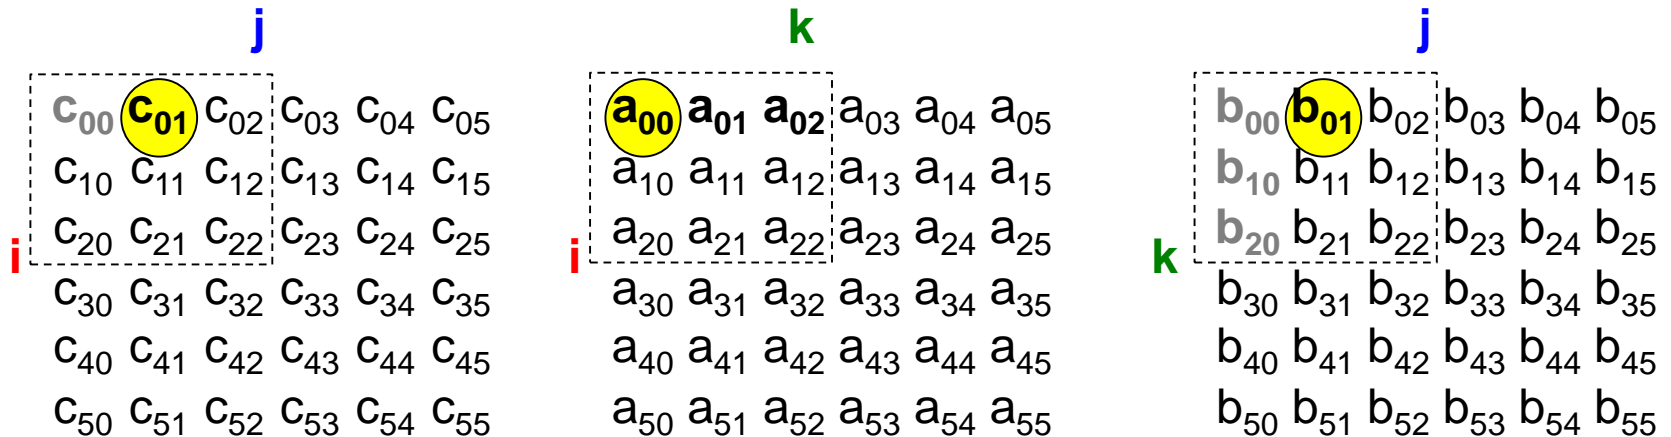 j k j
c00 c01 c02 c03 c04 c05 a00 a01 a02 a03 a04 a05 b00 b01 b02 b03 b04 b05
c10 c11 c12 c13 c14 c15 a10 a11 a12 a13 a14 a15 b10 b11 b12 b13 b14 b15
c20 c21 c22 c23 c24 c25 a20 a21 a22 a23 a24 a25 b20 b21 b22 b23 b24 b25
i i k
c30 c31 c32 c33 c34 c35 a30 a31 a32 a33 a34 a35 b30 b31 b32 b33 b34 b35
c40 c41 c42 c43 c44 c45 a40 a41 a42 a43 a44 a45 b40 b41 b42 b43 b44 b45
c50 c51 c52 c53 c54 c55 a50 a51 a52 a53 a54 a55 b50 b51 b52 b53 b54 b55